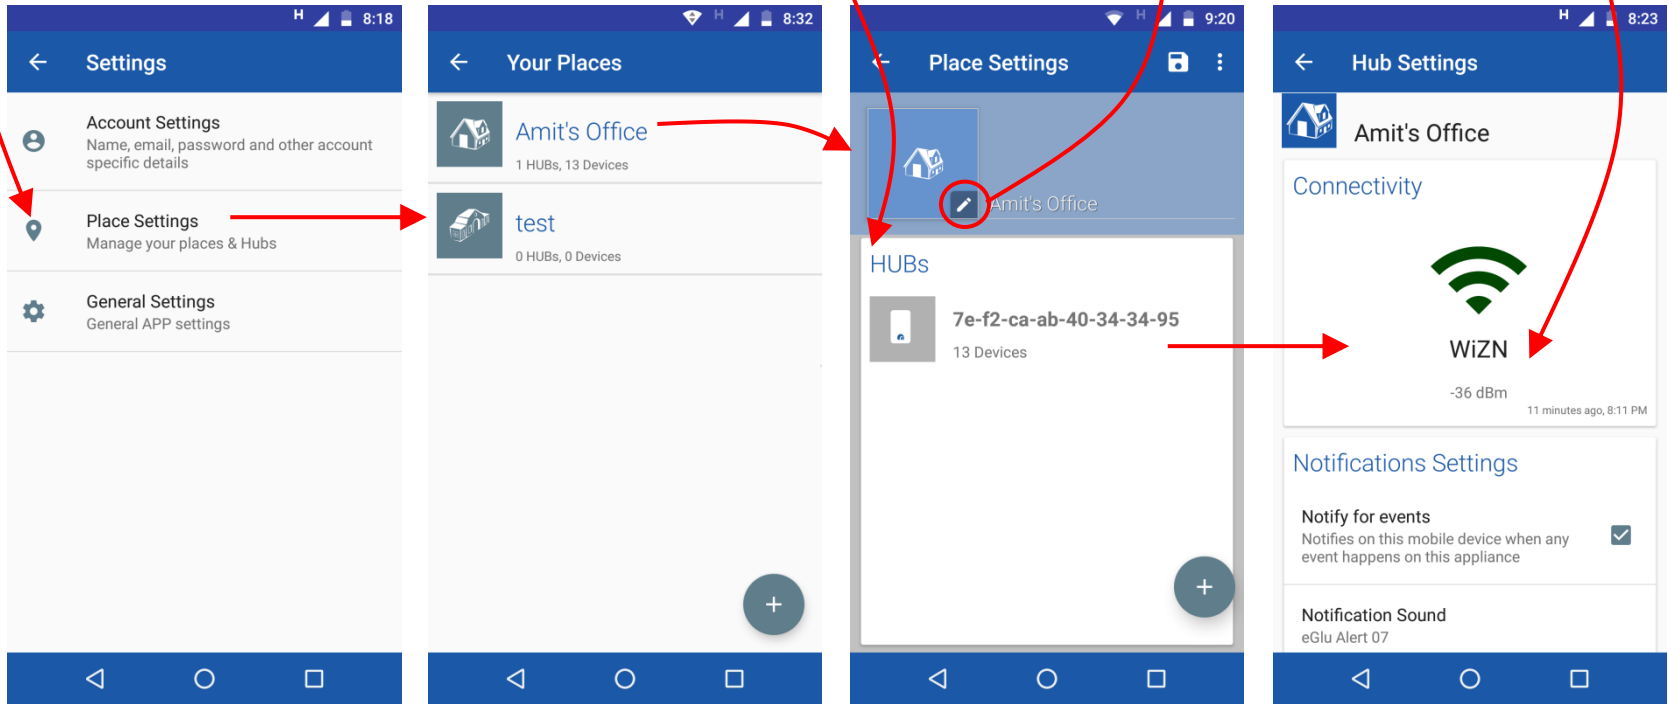 H 8:18
Settings
Account Settings
Name, email, password and other account
specific details
Place Settings
Manage your places & Hubs
General Settings
General APP settings
H 8:32
Your Places
Amit's Office
1 HUBs, 13 Devices
test
0 HUBs, 0 Devices
+
H 9:20
Place Settings
Amit's Office
HUBs
7e-f2-ca-ab-40-34-34-95
13 Devices
+
H 8:23
Hub Settings
Amit's Office
Connectivity
WiZN
-36 dBm
11 minutes ago, 8:11 PM
Notifications Settings
Notify for events
Notifies on this mobile device when any
event happens on this appliance
Notification Sound
eGlu Alert 07